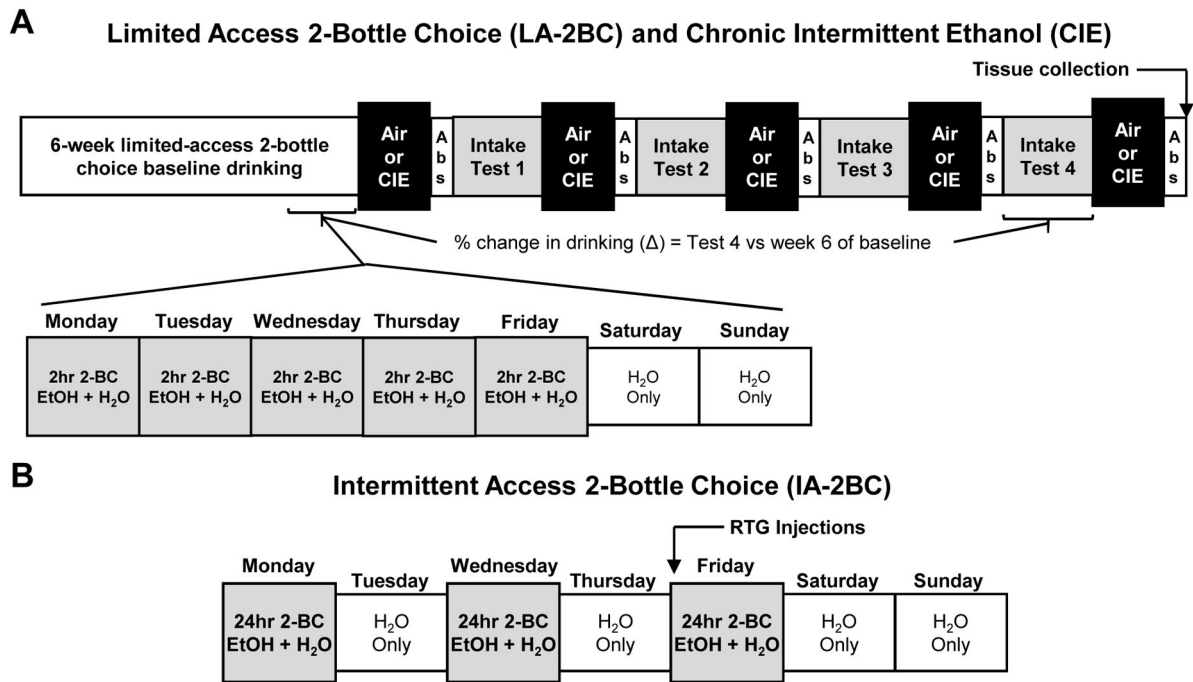 A
Limited Access 2-Bottle Choice (LA-2BC) and Chronic Intermittent Ethanol (CIE)
Tissue collection
6-week limited-access 2-bottle
choice baseline drinking
Air
or
CIE
Abs
Intake
Test 1
Air
or
CIE
Abs
Intake
Test 2
Air
or
CIE
Abs
Intake
Test 3
Air
or
CIE
Abs
Intake
Test 4
Air
or
CIE
Abs
% change in drinking (Δ) = Test 4 vs week 6 of baseline
Monday
Tuesday
Wednesday
Thursday
Friday
Saturday
Sunday
2hr 2-BC
EtOH + H₂O
2hr 2-BC
EtOH + H₂O
2hr 2-BC
EtOH + H₂O
2hr 2-BC
EtOH + H₂O
2hr 2-BC
EtOH + H₂O
H₂O
Only
H₂O
Only
B
Intermittent Access 2-Bottle Choice (IA-2BC)
RTG Injections
Monday
Tuesday
Wednesday
Thursday
Friday
Saturday
Sunday
24hr 2-BC
EtOH + H₂O
H₂O
Only
24hr 2-BC
EtOH + H₂O
H₂O
Only
24hr 2-BC
EtOH + H₂O
H₂O
Only
H₂O
Only